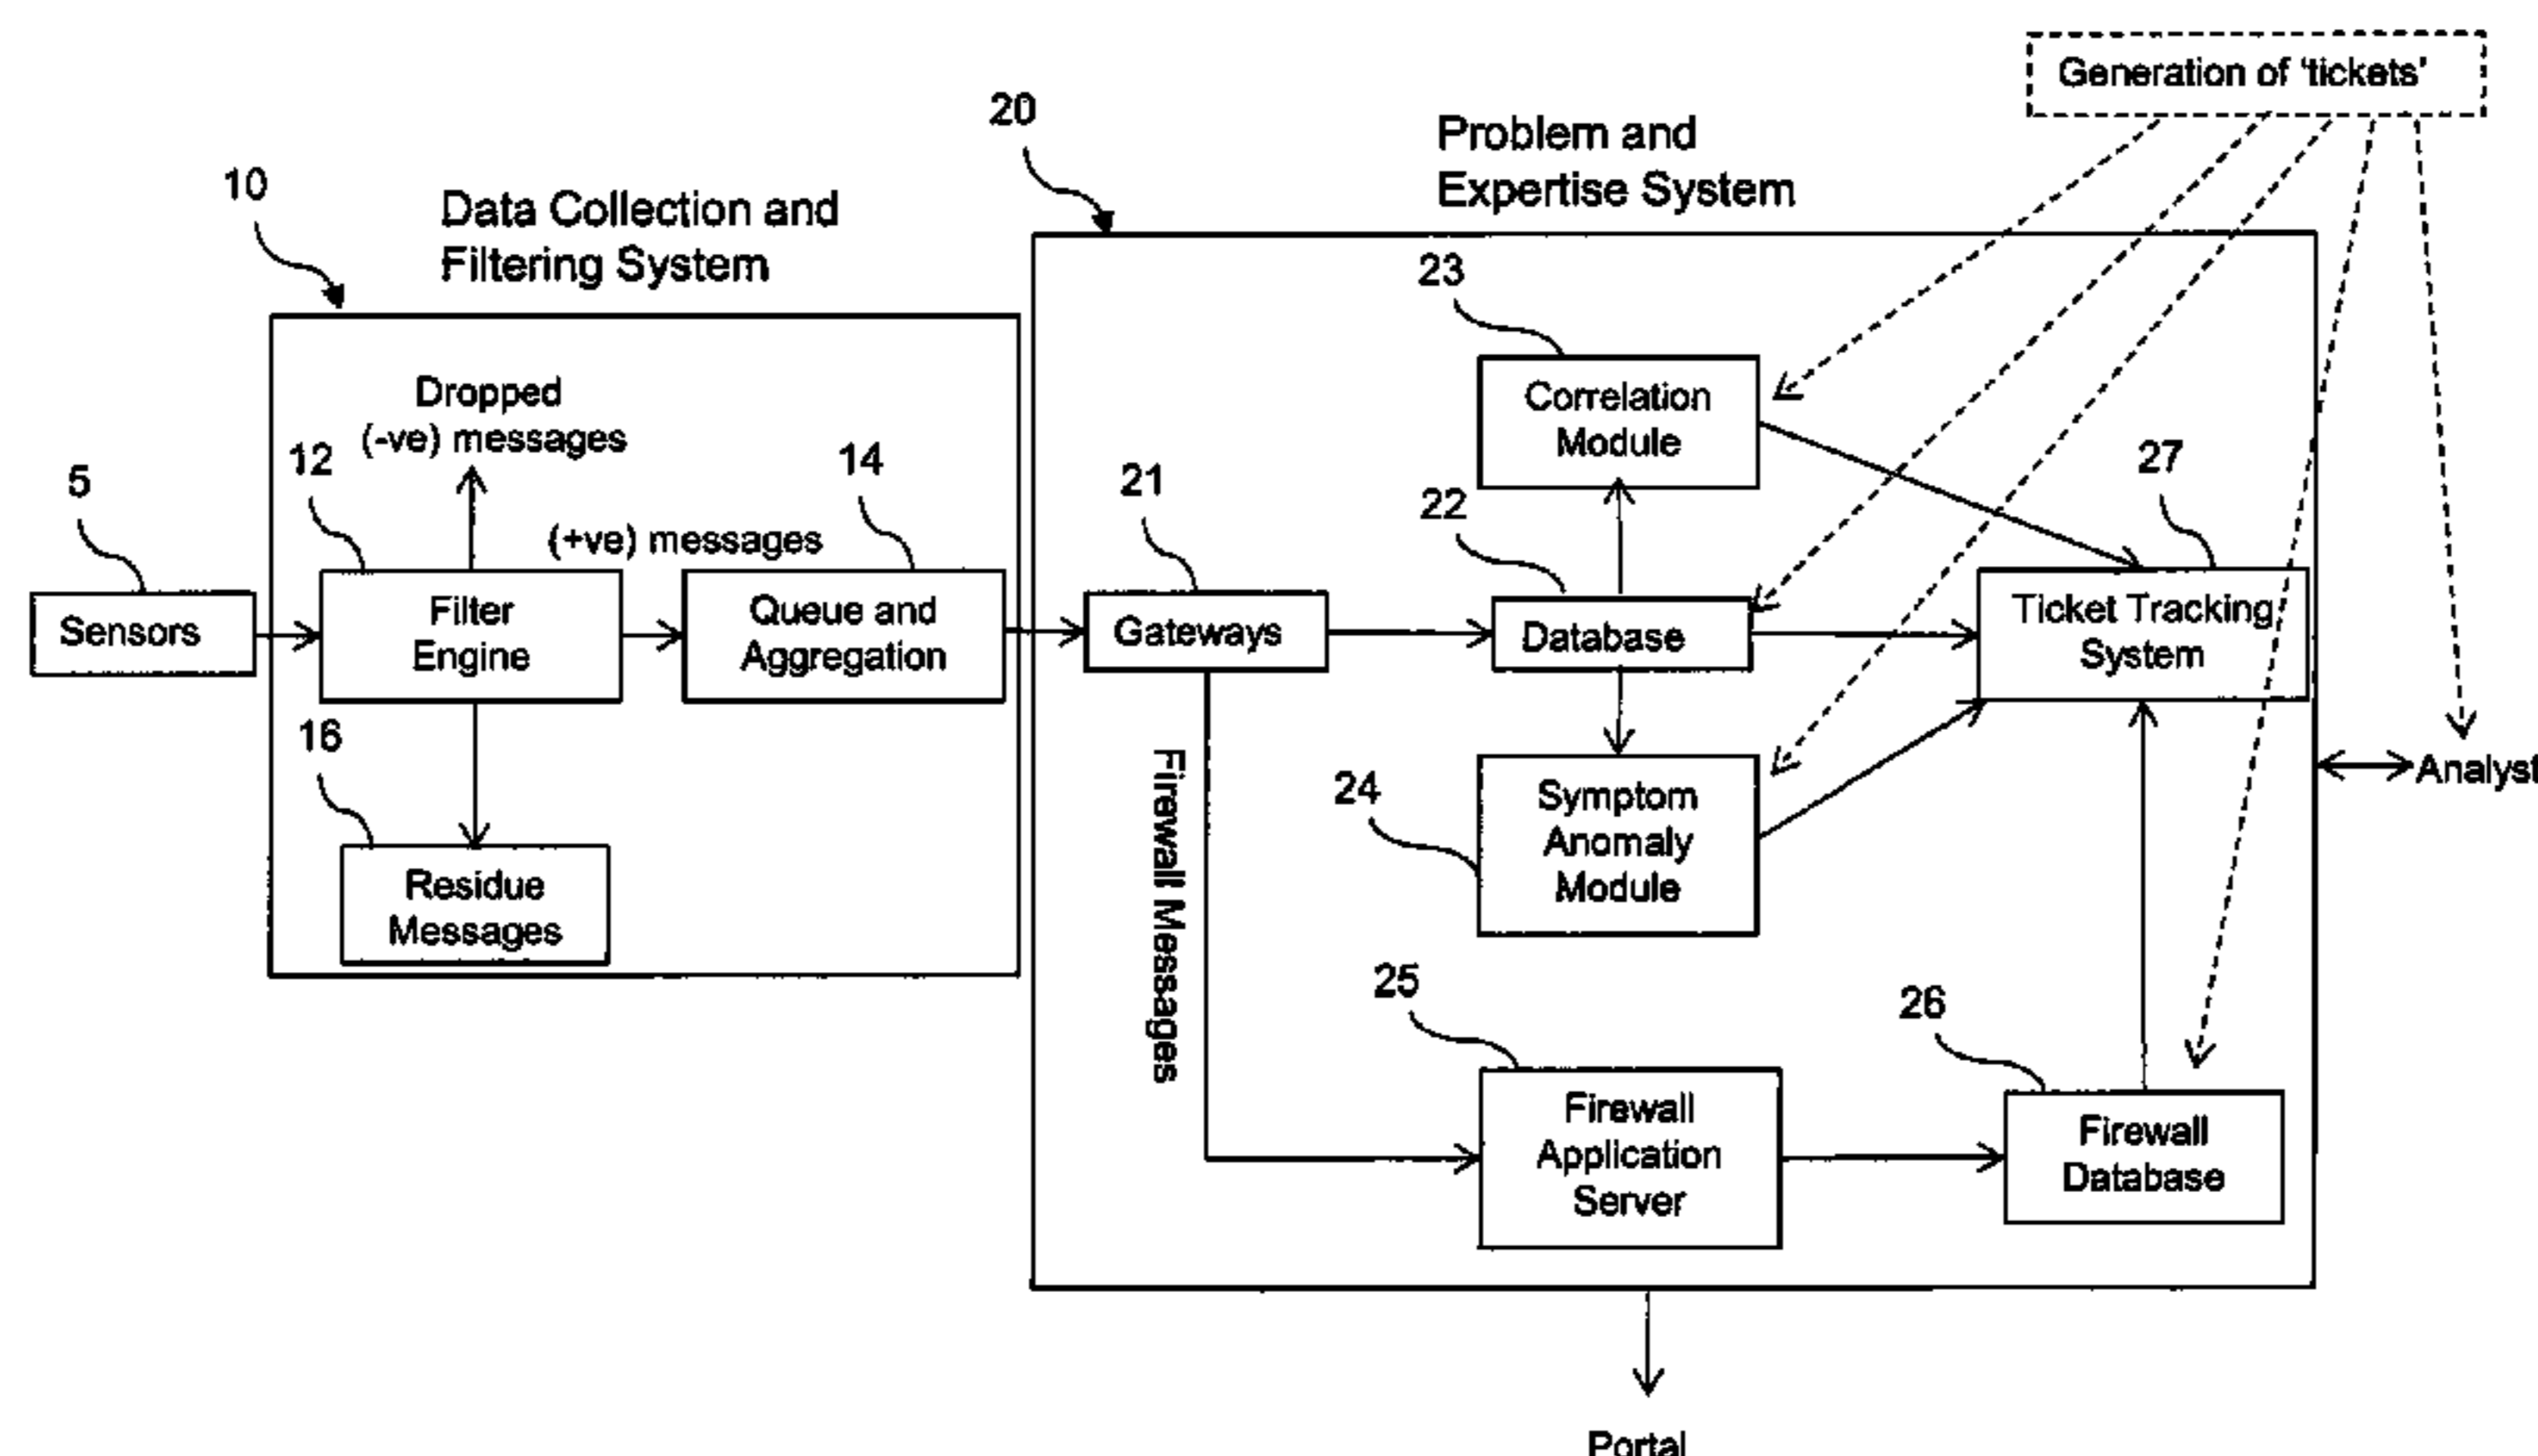 Generation of 'tickets'
20
Problem and
Expertise System
10
Data Collection and
Filtering System
23
Correlation
Module
Dropped
(-ve) messages
12
14
5
(+ve) messages
21
22
27
Sensors
Filter
Engine
Queue and
Aggregation
Gateways
Database
Ticket Tracking
System
16
Residue
Messages
Firewall Messages
24
Symptom
Anomaly
Module
Analyst
25
26
Firewall
Application
Server
Firewall
Database
Portal